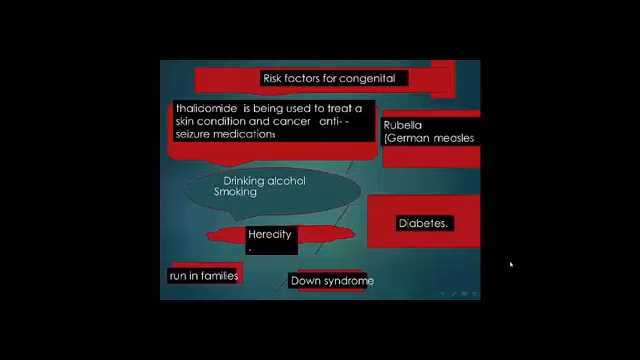 Risk factors for congenital
thalidomide is being used to treat a
skin condition and cancer anti- -
seizure medications
Rubella
(German measles
Drinking alcohol
Smoking
Diabetes,
Heredity
.
run in families
Down syndrome